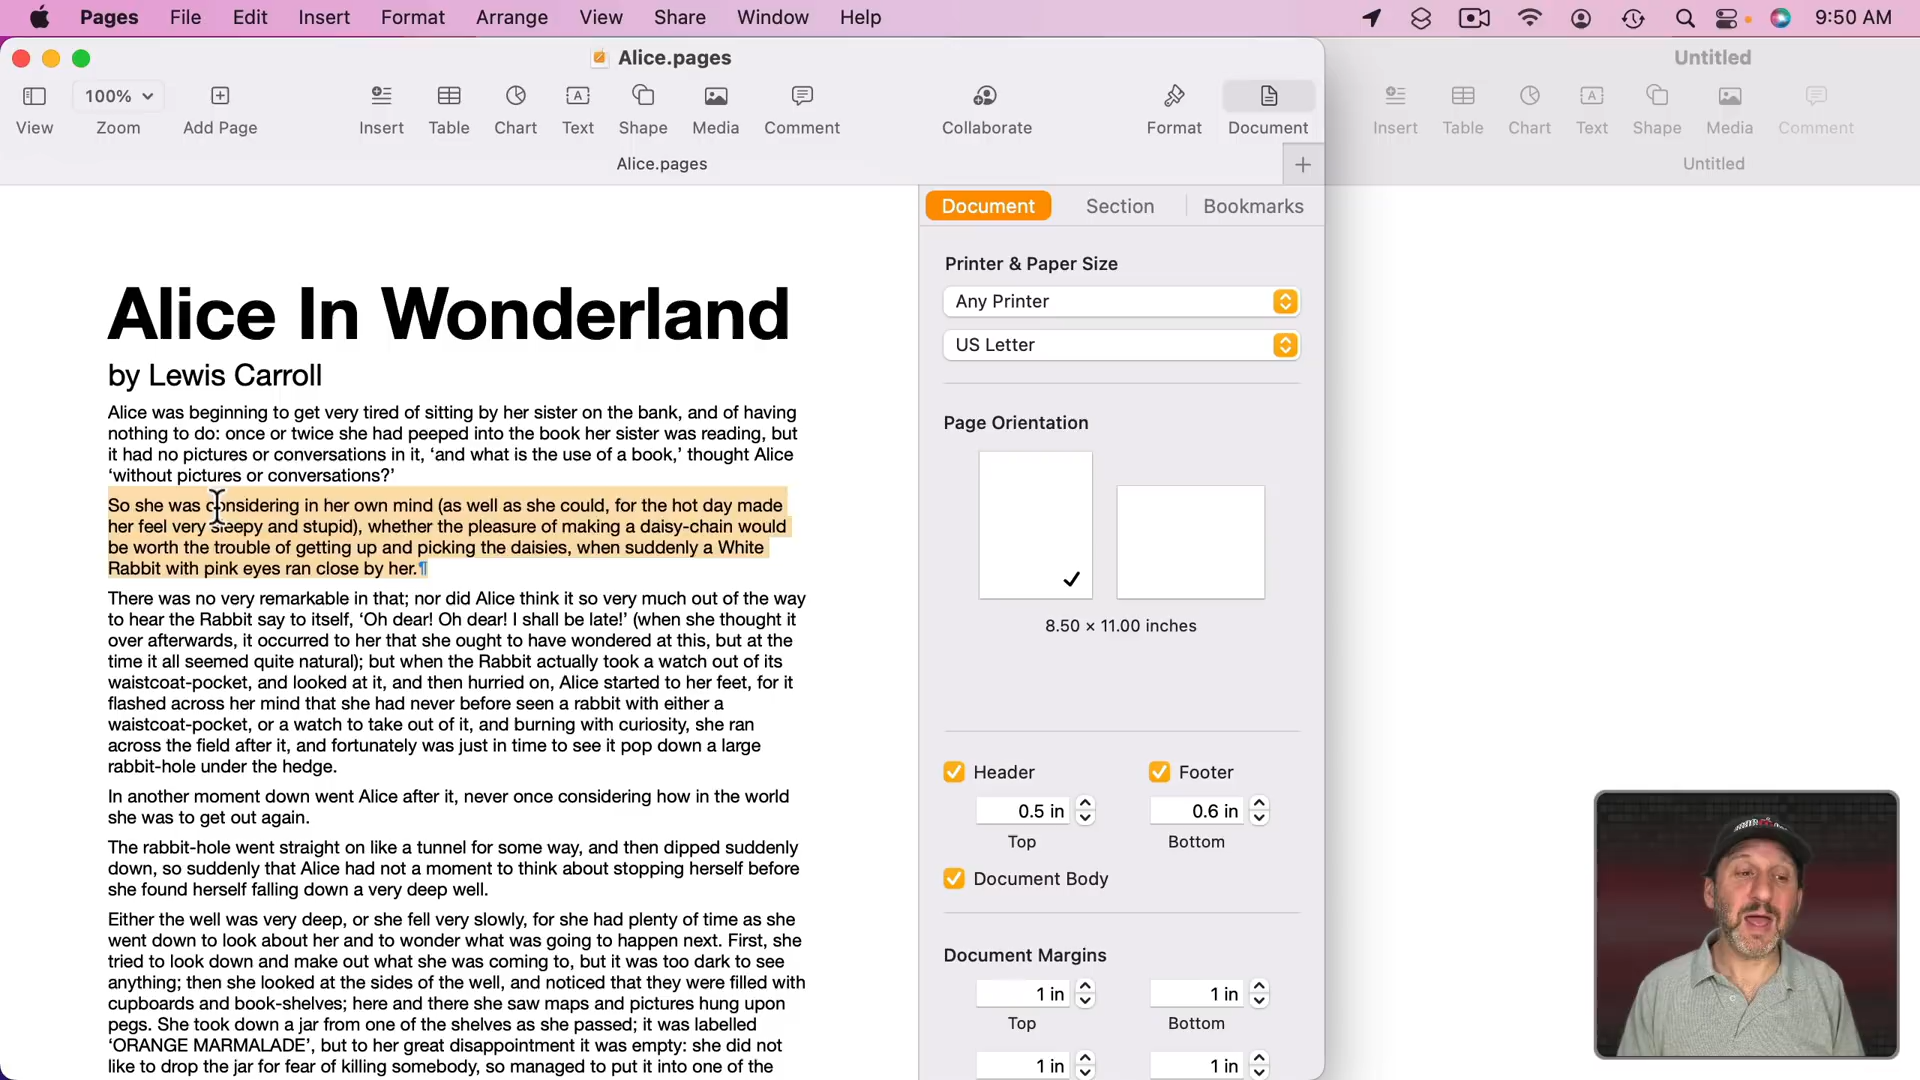 Pages File Edit Insert Format Arrange View Share Window Help 9:50 AM
Alice.pages
Untitled
100%
View Zoom Add Page Insert Table Chart Text Shape Media Comment Collaborate Format Document
Insert Table Chart Text Shape Media Comment
Alice.pages
Untitled
Alice In Wonderland
by Lewis Carroll
Alice was beginning to get very tired of sitting by her sister on the bank, and of having
nothing to do: once or twice she had peeped into the book her sister was reading, but
it had no pictures or conversations in it, ‘and what is the use of a book,’ thought Alice
‘without pictures or conversations?’
So she was considering in her own mind (as well as she could, for the hot day made
her feel very sleepy and stupid), whether the pleasure of making a daisy-chain would
be worth the trouble of getting up and picking the daisies, when suddenly a White
Rabbit with pink eyes ran close by her.¶
There was no very remarkable in that; nor did Alice think it so very much out of the way
to hear the Rabbit say to itself, ‘Oh dear! Oh dear! I shall be late!’ (when she thought it
over afterwards, it occurred to her that she ought to have wondered at this, but at the
time it all seemed quite natural); but when the Rabbit actually took a watch out of its
waistcoat-pocket, and looked at it, and then hurried on, Alice started to her feet, for it
flashed across her mind that she had never before seen a rabbit with either a
waistcoat-pocket, or a watch to take out of it, and burning with curiosity, she ran
across the field after it, and fortunately was just in time to see it pop down a large
rabbit-hole under the hedge.
In another moment down went Alice after it, never once considering how in the world
she was to get out again.
The rabbit-hole went straight on like a tunnel for some way, and then dipped suddenly
down, so suddenly that Alice had not a moment to think about stopping herself before
she found herself falling down a very deep well.
Either the well was very deep, or she fell very slowly, for she had plenty of time as she
went down to look about her and to wonder what was going to happen next. First, she
tried to look down and make out what she was coming to, but it was too dark to see
anything; then she looked at the sides of the well, and noticed that they were filled with
cupboards and book-shelves; here and there she saw maps and pictures hung upon
pegs. She took down a jar from one of the shelves as she passed; it was labelled
‘ORANGE MARMALADE’, but to her great disappointment it was empty: she did not
like to drop the jar for fear of killing somebody, so managed to put it into one of the
Document Section Bookmarks
Printer & Paper Size
Any Printer
US Letter
Page Orientation
8.50 × 11.00 inches
Header Footer
0.5 in 0.6 in
Top Bottom
Document Body
Document Margins
1 in 1 in
Top Bottom
1 in 1 in